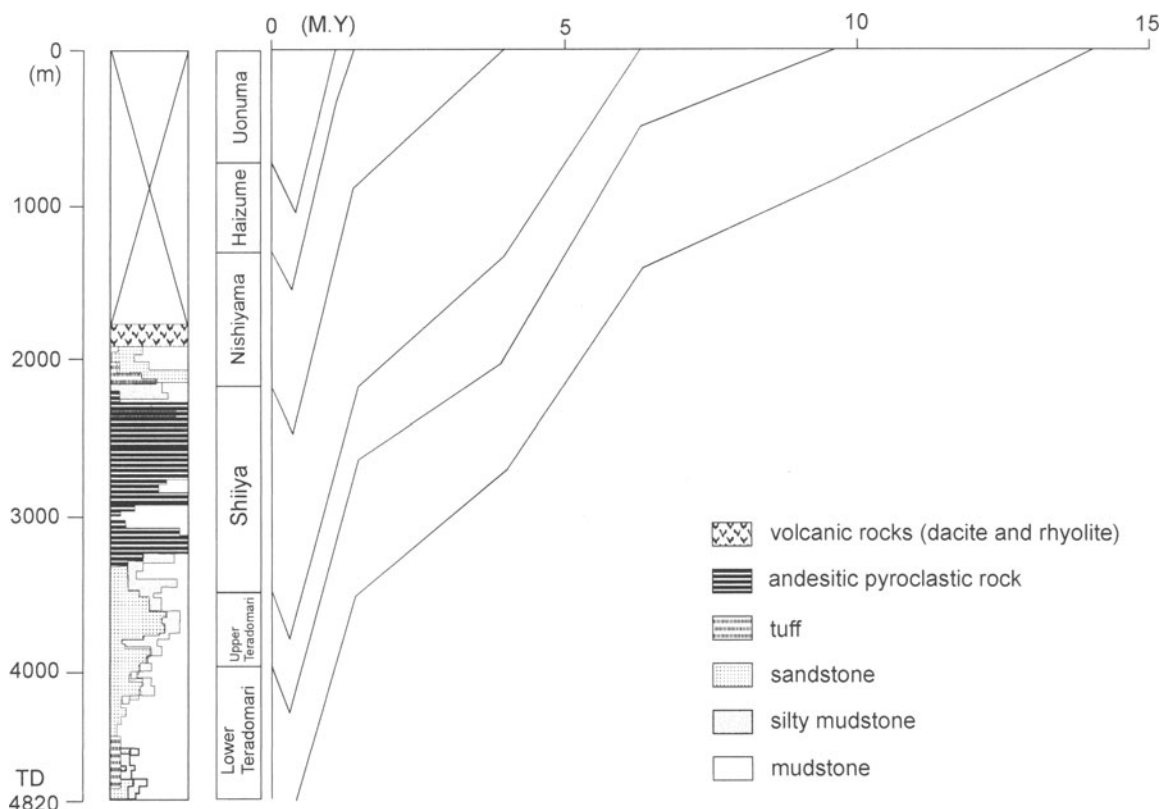 0 (M.Y) 5 10 15
0
(m)
1000
2000
3000
4000
TD
4820
Uonuma
Haizume
Nishiyama
Shiiya
Upper
Teradomari
Lower
Teradomari
volcanic rocks (dacite and rhyolite)
andesitic pyroclastic rock
tuff
sandstone
silty mudstone
mudstone